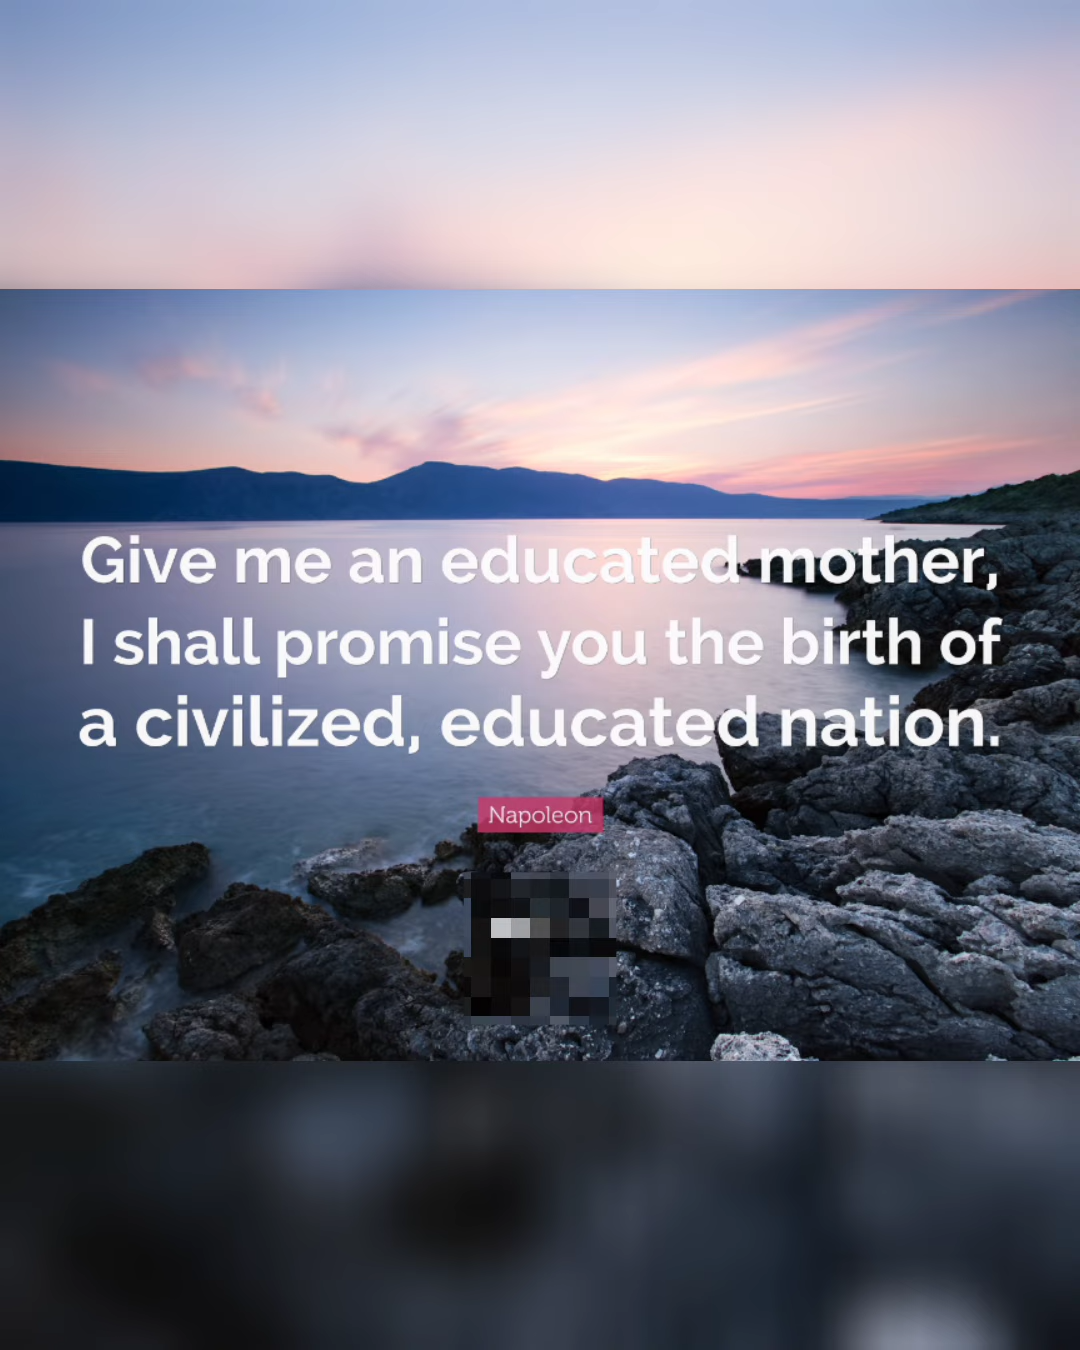 Give me an educated mother,
I shall promise you the birth of
a civilized, educated nation.
Napoleon